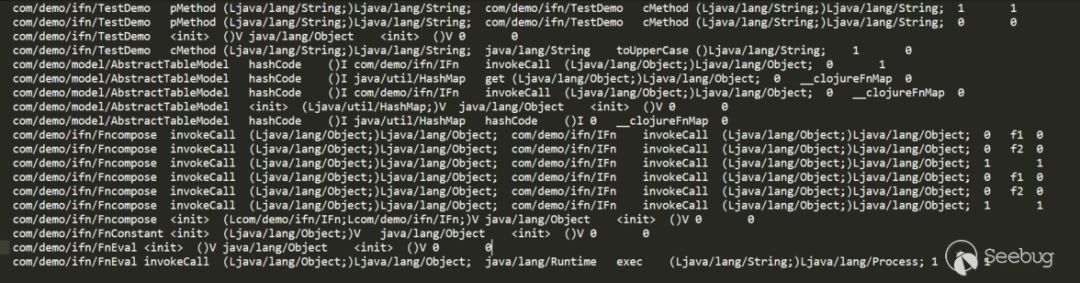 com/demo/ifn/TestDemo pMethod (Ljava/lang/String;)Ljava/lang/String; com/demo/ifn/TestDemo cMethod (Ljava/lang/String;)Ljava/lang/String; 1 1
com/demo/ifn/TestDemo pMethod (Ljava/lang/String;)Ljava/lang/String; com/demo/ifn/TestDemo cMethod (Ljava/lang/String;)Ljava/lang/String; 0 0
com/demo/ifn/TestDemo <init> ()V java/lang/Object <init> ()V 0 0
com/demo/ifn/TestDemo cMethod (Ljava/lang/String;)Ljava/lang/String; java/lang/String toUpperCase ()Ljava/lang/String; 1 0
com/demo/model/AbstractTableModel hashCode ()I com/demo/ifn/IFn invokeCall (Ljava/lang/Object;)Ljava/lang/Object; 0 1
com/demo/model/AbstractTableModel hashCode ()I java/util/HashMap get (Ljava/lang/Object;)Ljava/lang/Object; 0 __clojureFnMap 0
com/demo/model/AbstractTableModel hashCode ()I com/demo/ifn/IFn invokeCall (Ljava/lang/Object;)Ljava/lang/Object; 0 __clojureFnMap 0
com/demo/model/AbstractTableModel <init> (Ljava/util/HashMap;)V java/lang/Object <init> ()V 0 0
com/demo/model/AbstractTableModel hashCode ()I java/util/HashMap hashCode ()I 0 __clojureFnMap 0
com/demo/ifn/Fncompose invokeCall (Ljava/lang/Object;)Ljava/lang/Object; com/demo/ifn/IFn invokeCall (Ljava/lang/Object;)Ljava/lang/Object; 0 f1 0
com/demo/ifn/Fncompose invokeCall (Ljava/lang/Object;)Ljava/lang/Object; com/demo/ifn/IFn invokeCall (Ljava/lang/Object;)Ljava/lang/Object; 0 f2 0
com/demo/ifn/Fncompose invokeCall (Ljava/lang/Object;)Ljava/lang/Object; com/demo/ifn/IFn invokeCall (Ljava/lang/Object;)Ljava/lang/Object; 1 1
com/demo/ifn/Fncompose invokeCall (Ljava/lang/Object;)Ljava/lang/Object; com/demo/ifn/IFn invokeCall (Ljava/lang/Object;)Ljava/lang/Object; 0 f1 0
com/demo/ifn/Fncompose invokeCall (Ljava/lang/Object;)Ljava/lang/Object; com/demo/ifn/IFn invokeCall (Ljava/lang/Object;)Ljava/lang/Object; 0 f2 0
com/demo/ifn/Fncompose invokeCall (Ljava/lang/Object;)Ljava/lang/Object; com/demo/ifn/IFn invokeCall (Ljava/lang/Object;)Ljava/lang/Object; 1 1
com/demo/ifn/Fncompose <init> (Lcom/demo/ifn/IFn;Lcom/demo/ifn/IFn;)V java/lang/Object <init> ()V 0 0
com/demo/ifn/FnConstant <init> (Ljava/lang/Object;)V java/lang/Object <init> ()V 0 0
com/demo/ifn/FnEval <init> ()V java/lang/Object <init> ()V 0 0
com/demo/ifn/FnEval invokeCall (Ljava/lang/Object;)Ljava/lang/Object; java/lang/Runtime exec (Ljava/lang/String;)Ljava/lang/Process; 1 1
Seebug